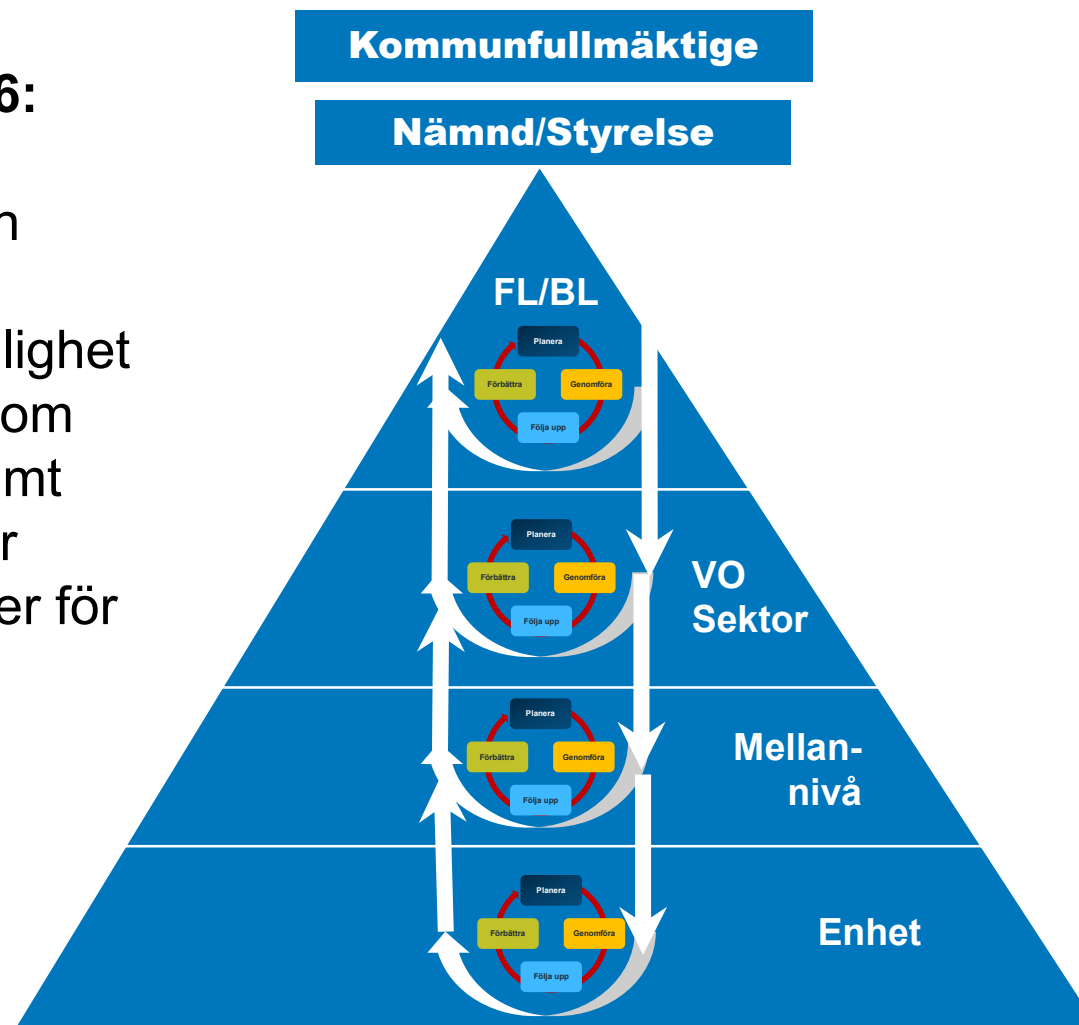 Kommunfullmäktige
6:
Nämnd/Styrelse
n
lighet
om
mt
r
er för
FL/BL
Planera
Förbättra
Genomföra
Följa upp
Planera
Förbättra
Genomföra
Följa upp
VO
Sektor
Planera
Förbättra
Genomföra
Följa upp
Mellan-
nivå
Planera
Förbättra
Genomföra
Följa upp
Enhet